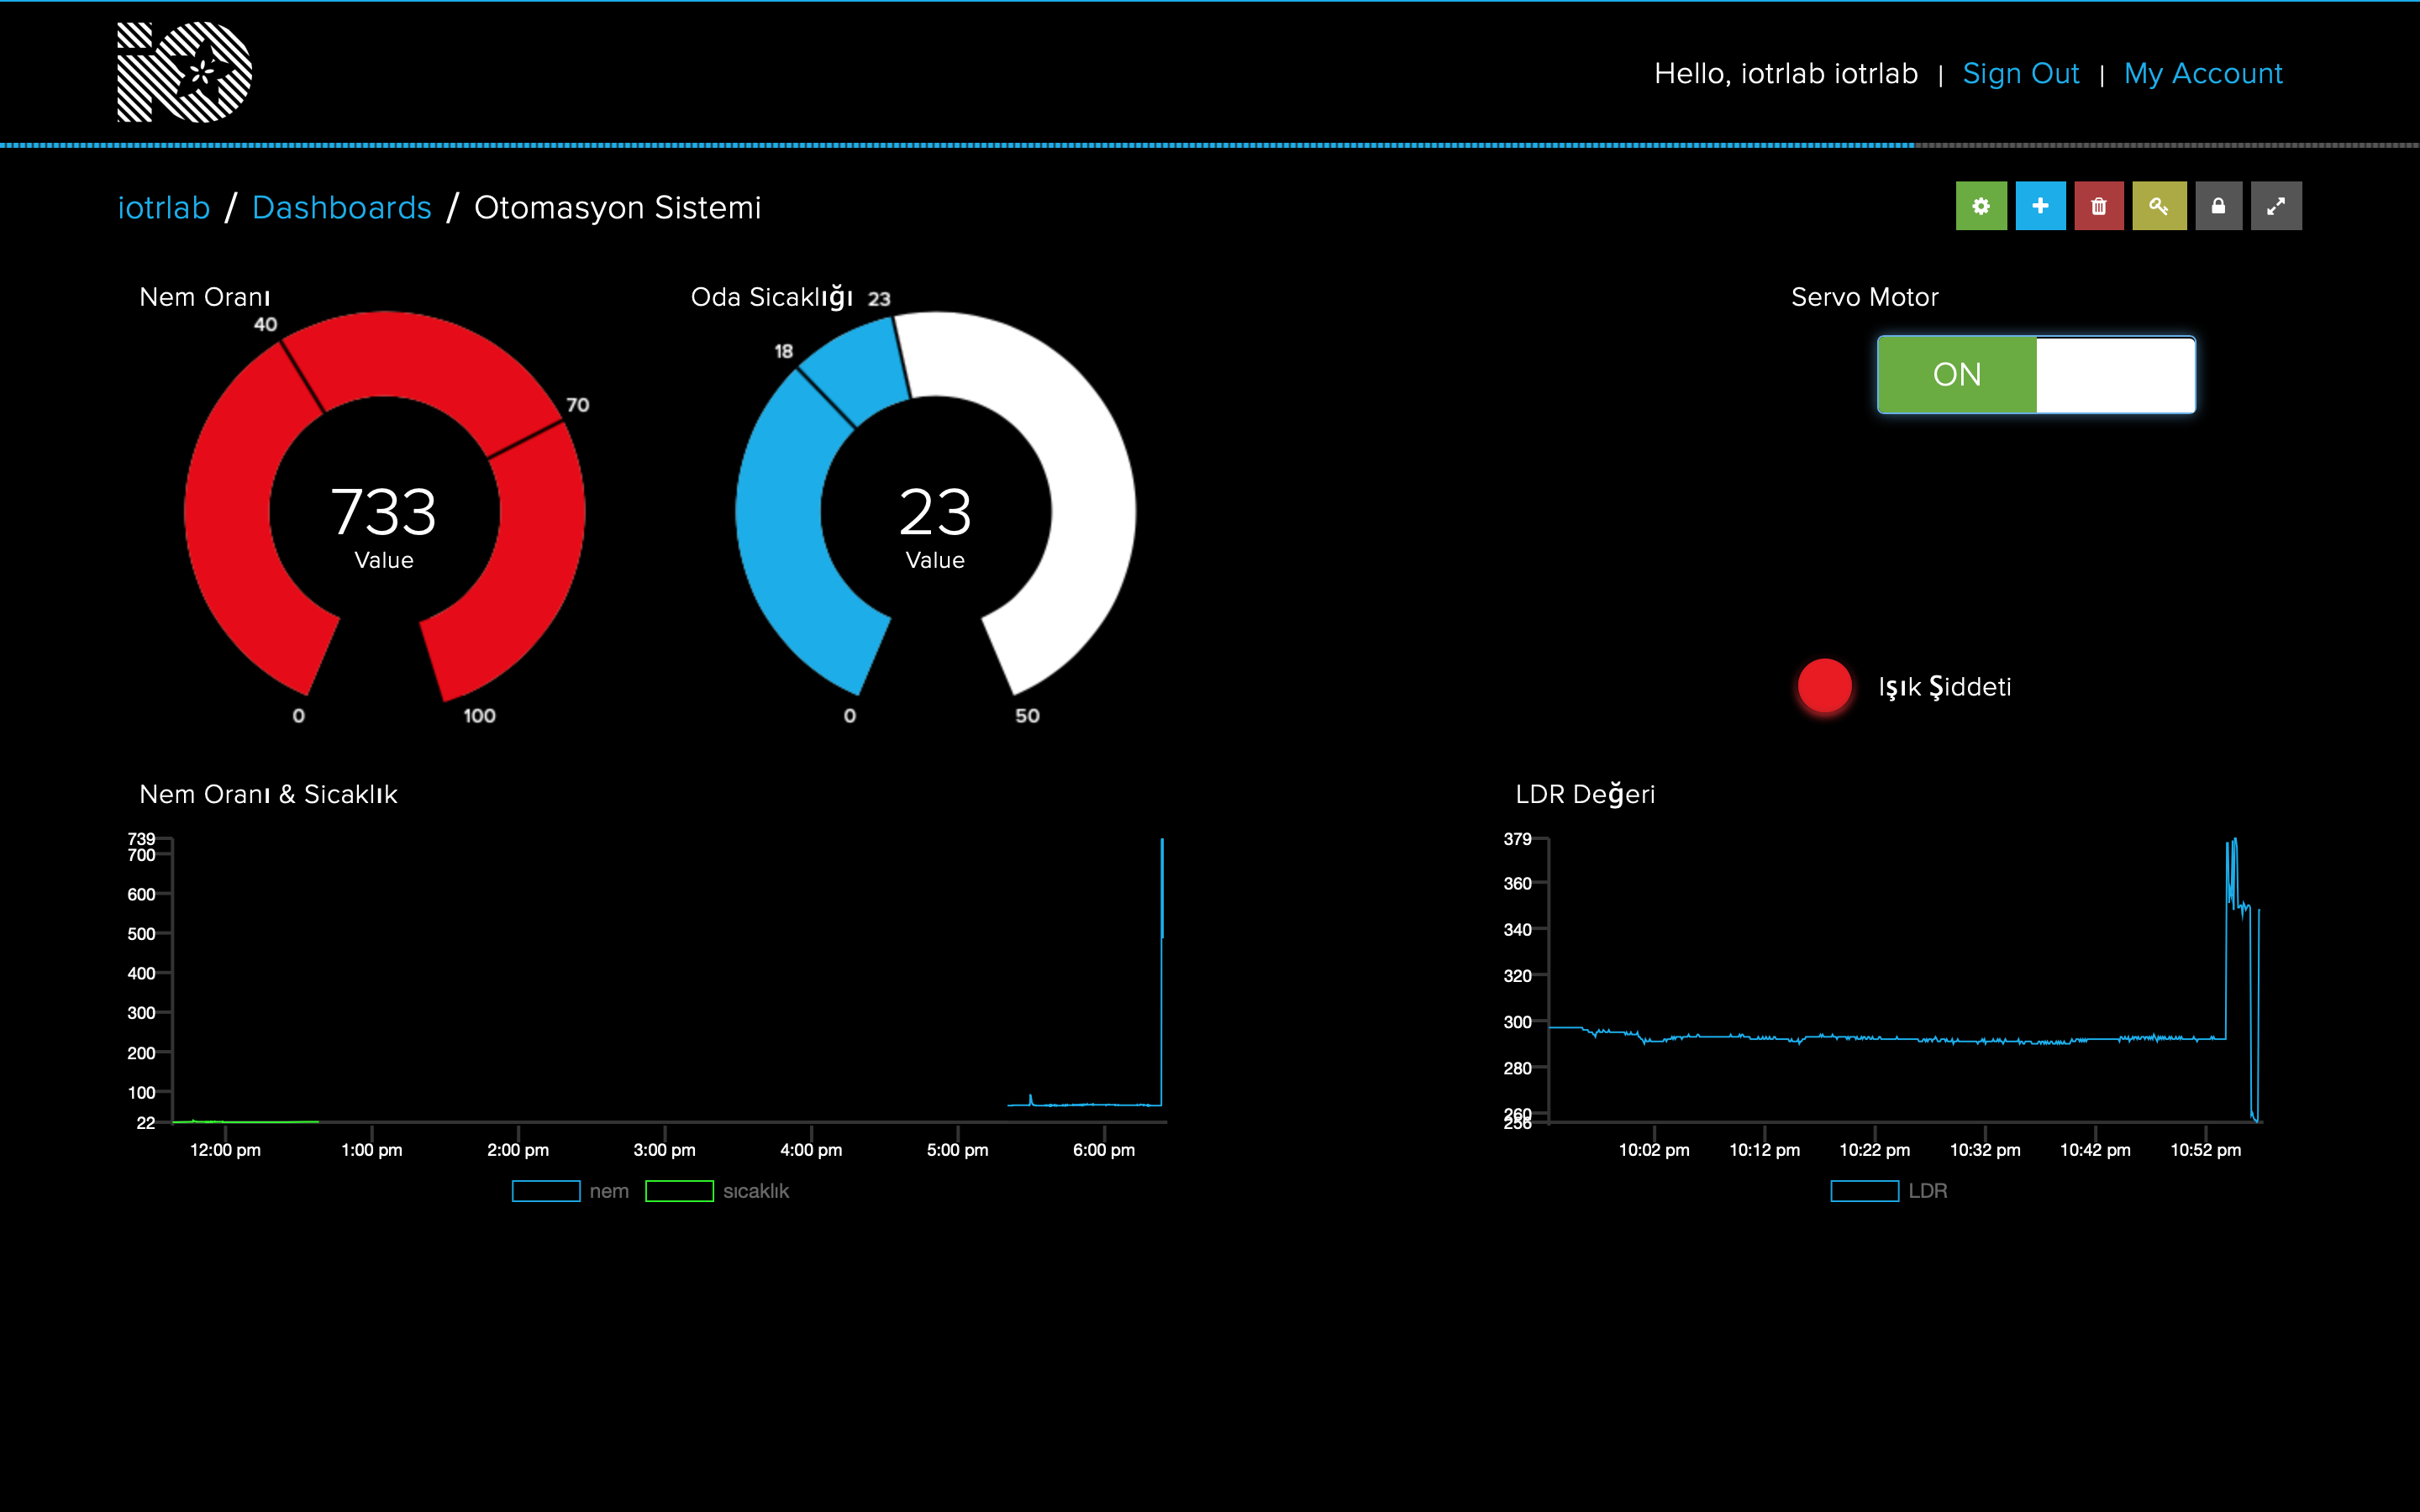 Hello, iotrlab iotrlab | Sign Out | My Account
iotrlab / Dashboards / Otomasyon Sistemi
Nem Oranı
40
70
733
Value
0
100
Oda Sicaklığı
23
18
23
Value
0
50
Servo Motor
ON
Işık Şiddeti
Nem Oranı & Sicaklık
739
700
600
500
400
300
200
100
22
12:00 pm 1:00 pm 2:00 pm 3:00 pm 4:00 pm 5:00 pm 6:00 pm
nem sıcaklık
LDR Değeri
379
360
340
320
300
280
260
256
10:02 pm 10:12 pm 10:22 pm 10:32 pm 10:42 pm 10:52 pm
LDR